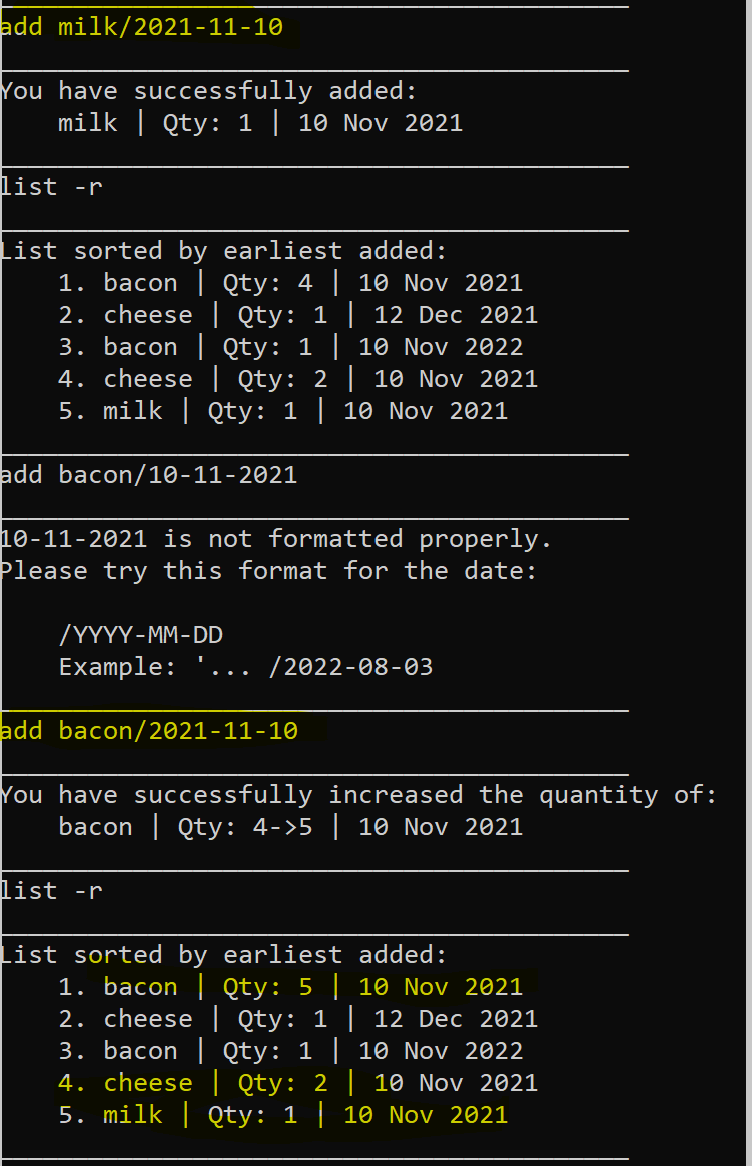 add milk/2021-11-10
You have successfully added:
milk | Qty: 1 | 10 Nov 2021
list -r
List sorted by earliest added:
1. bacon | Qty: 4 | 10 Nov 2021
2. cheese | Qty: 1 | 12 Dec 2021
3. bacon | Qty: 1 | 10 Nov 2022
4. cheese | Qty: 2 | 10 Nov 2021
5. milk | Qty: 1 | 10 Nov 2021
add bacon/10-11-2021
10-11-2021 is not formatted properly.
Please try this format for the date:
/YYYY-MM-DD
Example: '... /2022-08-03
add bacon/2021-11-10
You have successfully increased the quantity of:
bacon | Qty: 4->5 | 10 Nov 2021
list -r
List sorted by earliest added:
1. bacon | Qty: 5 | 10 Nov 2021
2. cheese | Qty: 1 | 12 Dec 2021
3. bacon | Qty: 1 | 10 Nov 2022
4. cheese | Qty: 2 | 10 Nov 2021
5. milk | Qty: 1 | 10 Nov 2021